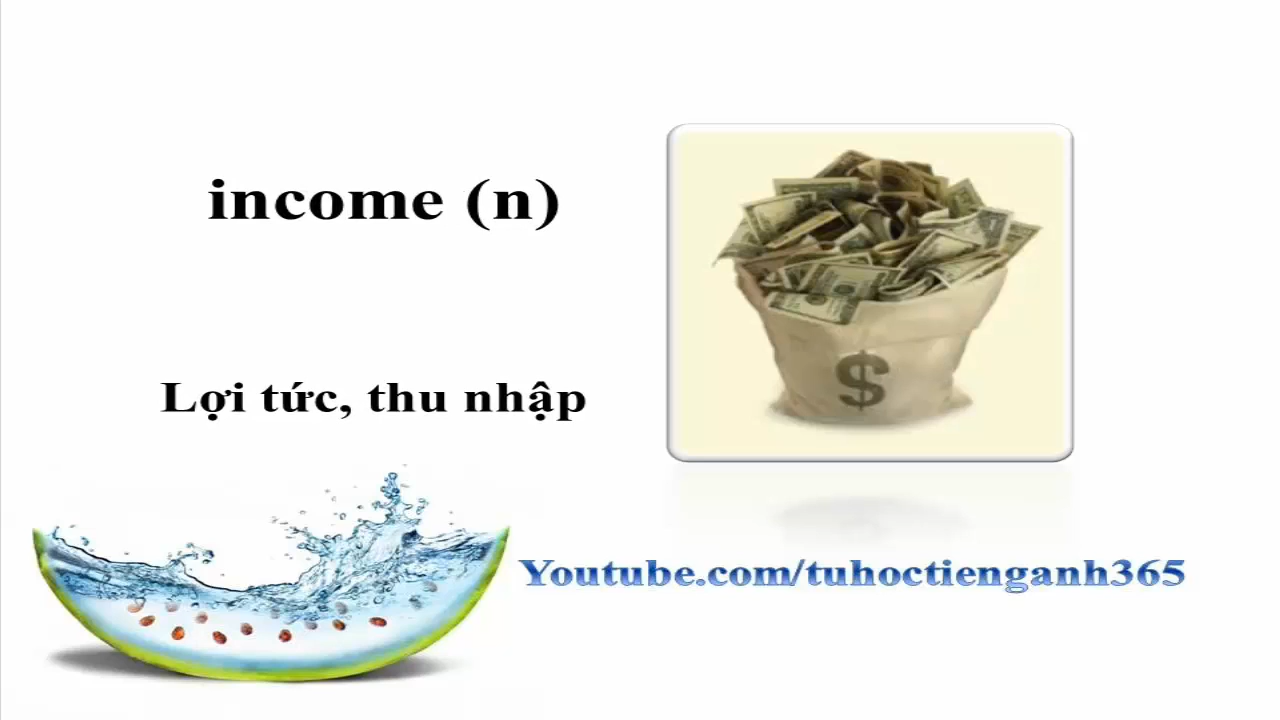 income (n)
Lợi tức, thu nhập
$
Youtube.com/tuhoctienganh365